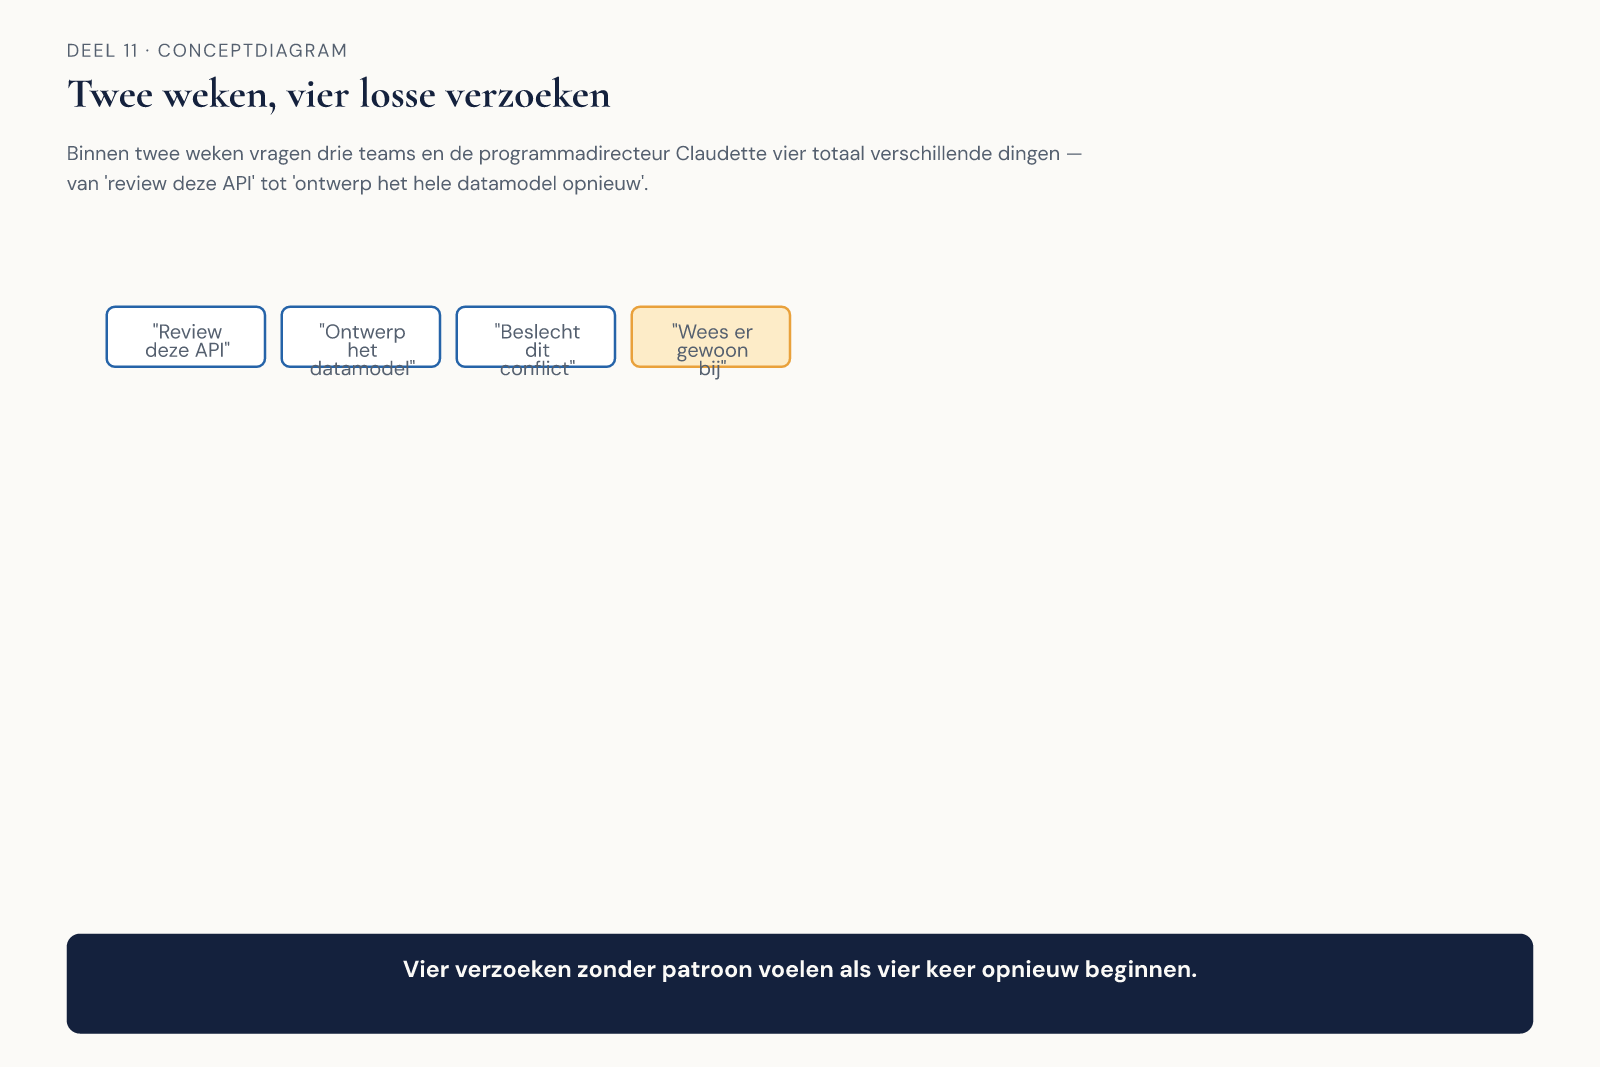 DEEL 11 · CONCEPTDIAGRAM
Twee weken, vier losse verzoeken
Binnen twee weken vragen drie teams en de programmadirecteur Claudette vier totaal verschillende dingen —
van 'review deze API' tot 'ontwerp het hele datamodel opnieuw'.
"Review
deze API"
"Ontwerp
het
datamodel"
"Beslecht
dit
conflict"
"Wees er
gewoon
bij"
Vier verzoeken zonder patroon voelen als vier keer opnieuw beginnen.